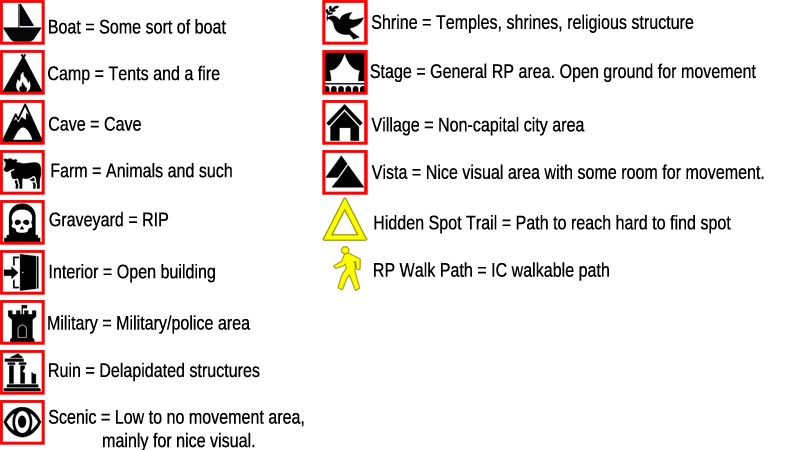 Boat = Some sort of boat
Camp = Tents and a fire
Cave = Cave
Farm = Animals and such
Graveyard = RIP
Interior = Open building
Military = Military/police area
Ruin = Delapidated structures
Scenic = Low to no movement area,
mainly for nice visual.
Shrine = Temples, shrines, religious structure
Stage = General RP area. Open ground for movement
Village = Non-capital city area
Vista = Nice visual area with some room for movement.
Hidden Spot Trail = Path to reach hard to find spot
RP Walk Path = IC walkable path